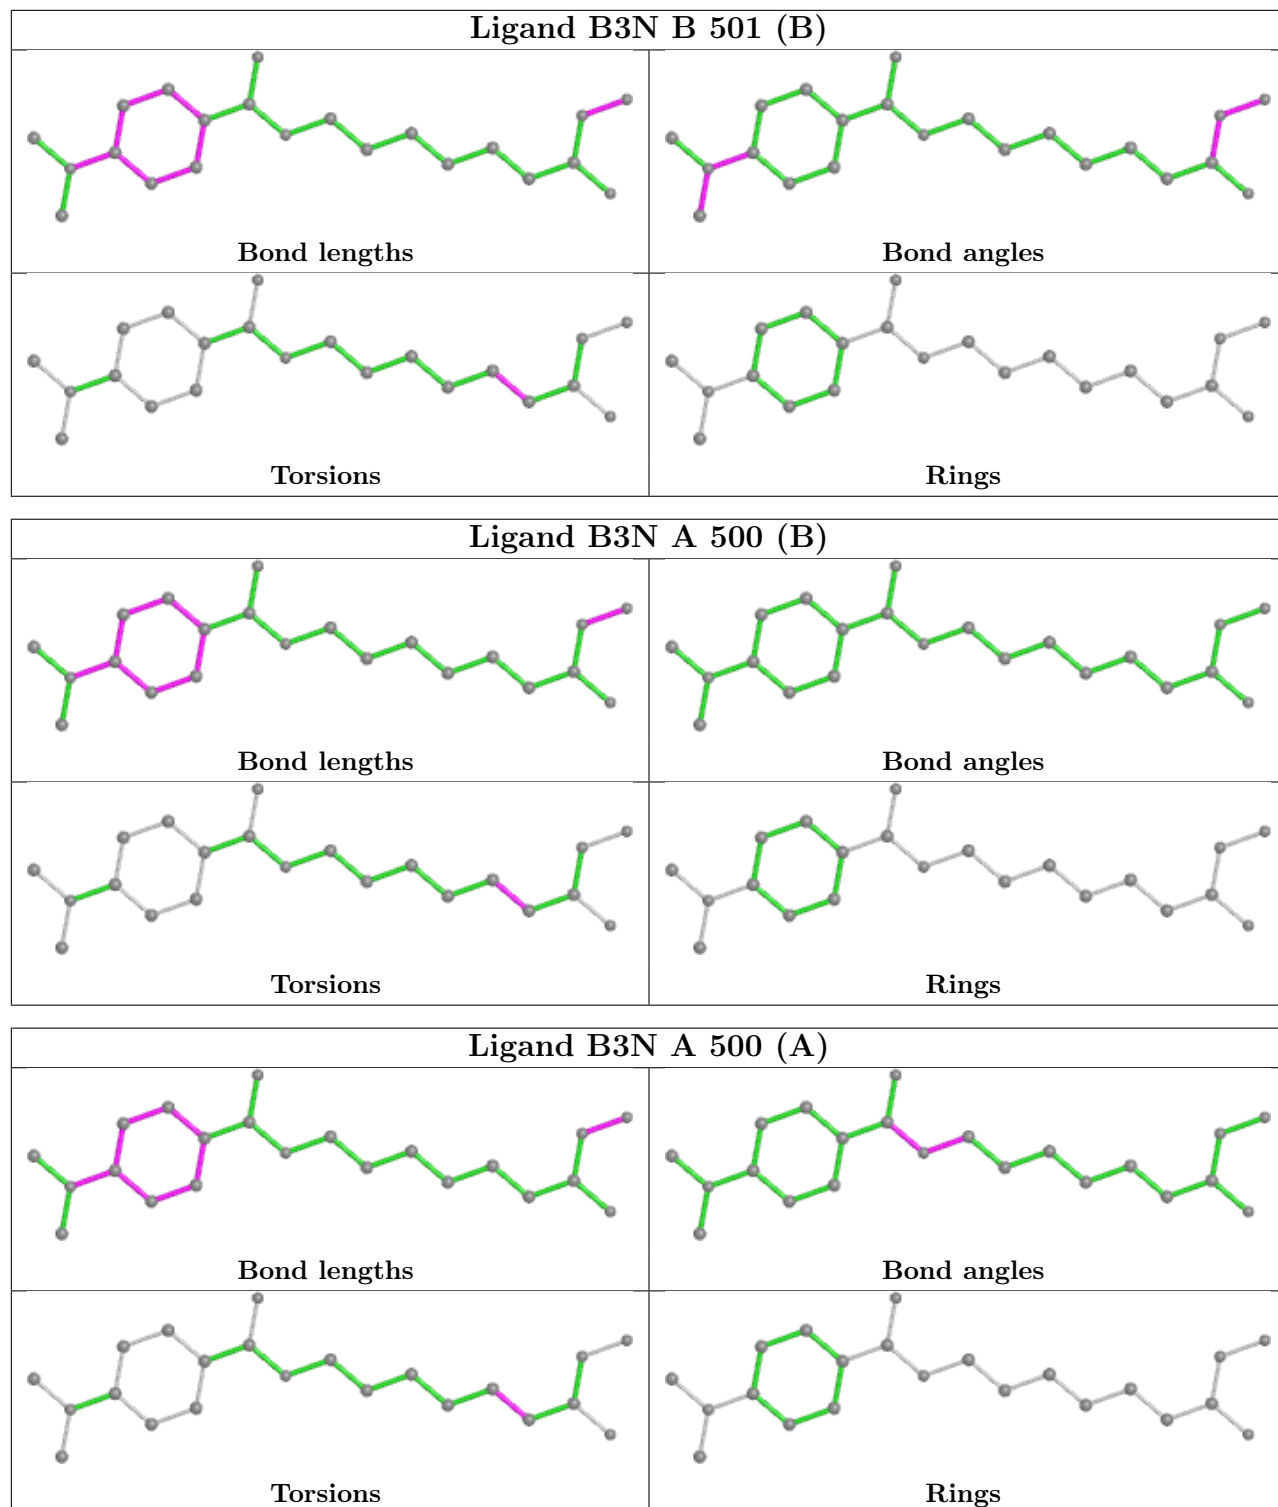 Ligand B3N B 501 (B)
Bond lengths
Bond angles
Torsions
Rings
Ligand B3N A 500 (B)
Bond lengths
Bond angles
Torsions
Rings
Ligand B3N A 500 (A)
Bond lengths
Bond angles
Torsions
Rings